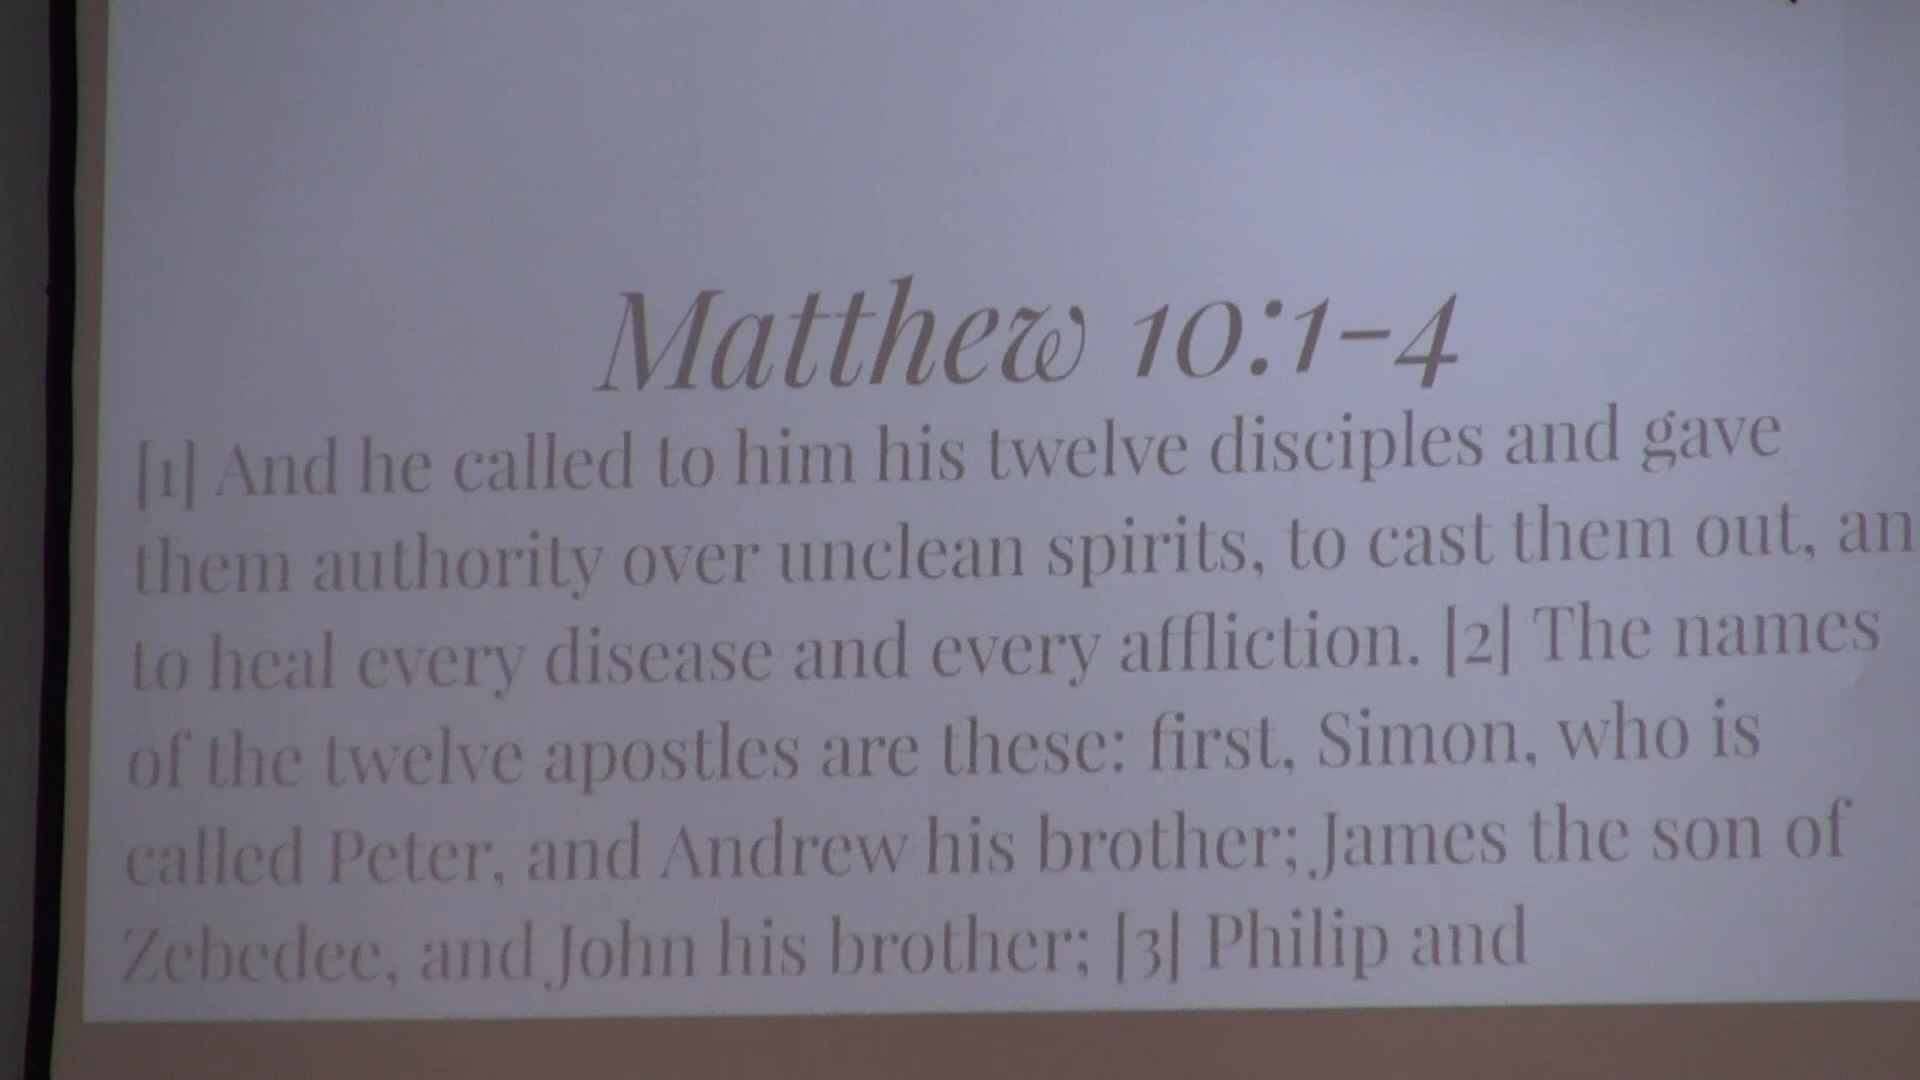 Matthew 10:1-4
[1] And he called to him his twelve disciples and gave
them authority over unclean spirits, to cast them out, an
to heal every disease and every affliction. [2] The names
of the twelve apostles are these: first, Simon, who is
called Peter, and Andrew his brother; James the son of
Zebedee, and John his brother; [3] Philip and